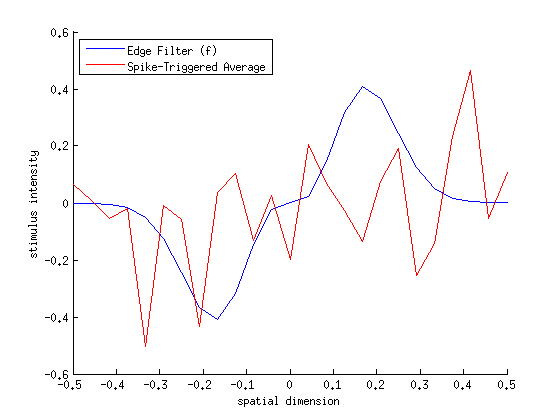 0.6
Edge Filter (f)
Spike-Triggered Average
0.4
0.2
0
-0.2
-0.4
-0.6
stimulus intensity
-0.5 -0.4 -0.3 -0.2 -0.1 0 0.1 0.2 0.3 0.4 0.5
spatial dimension